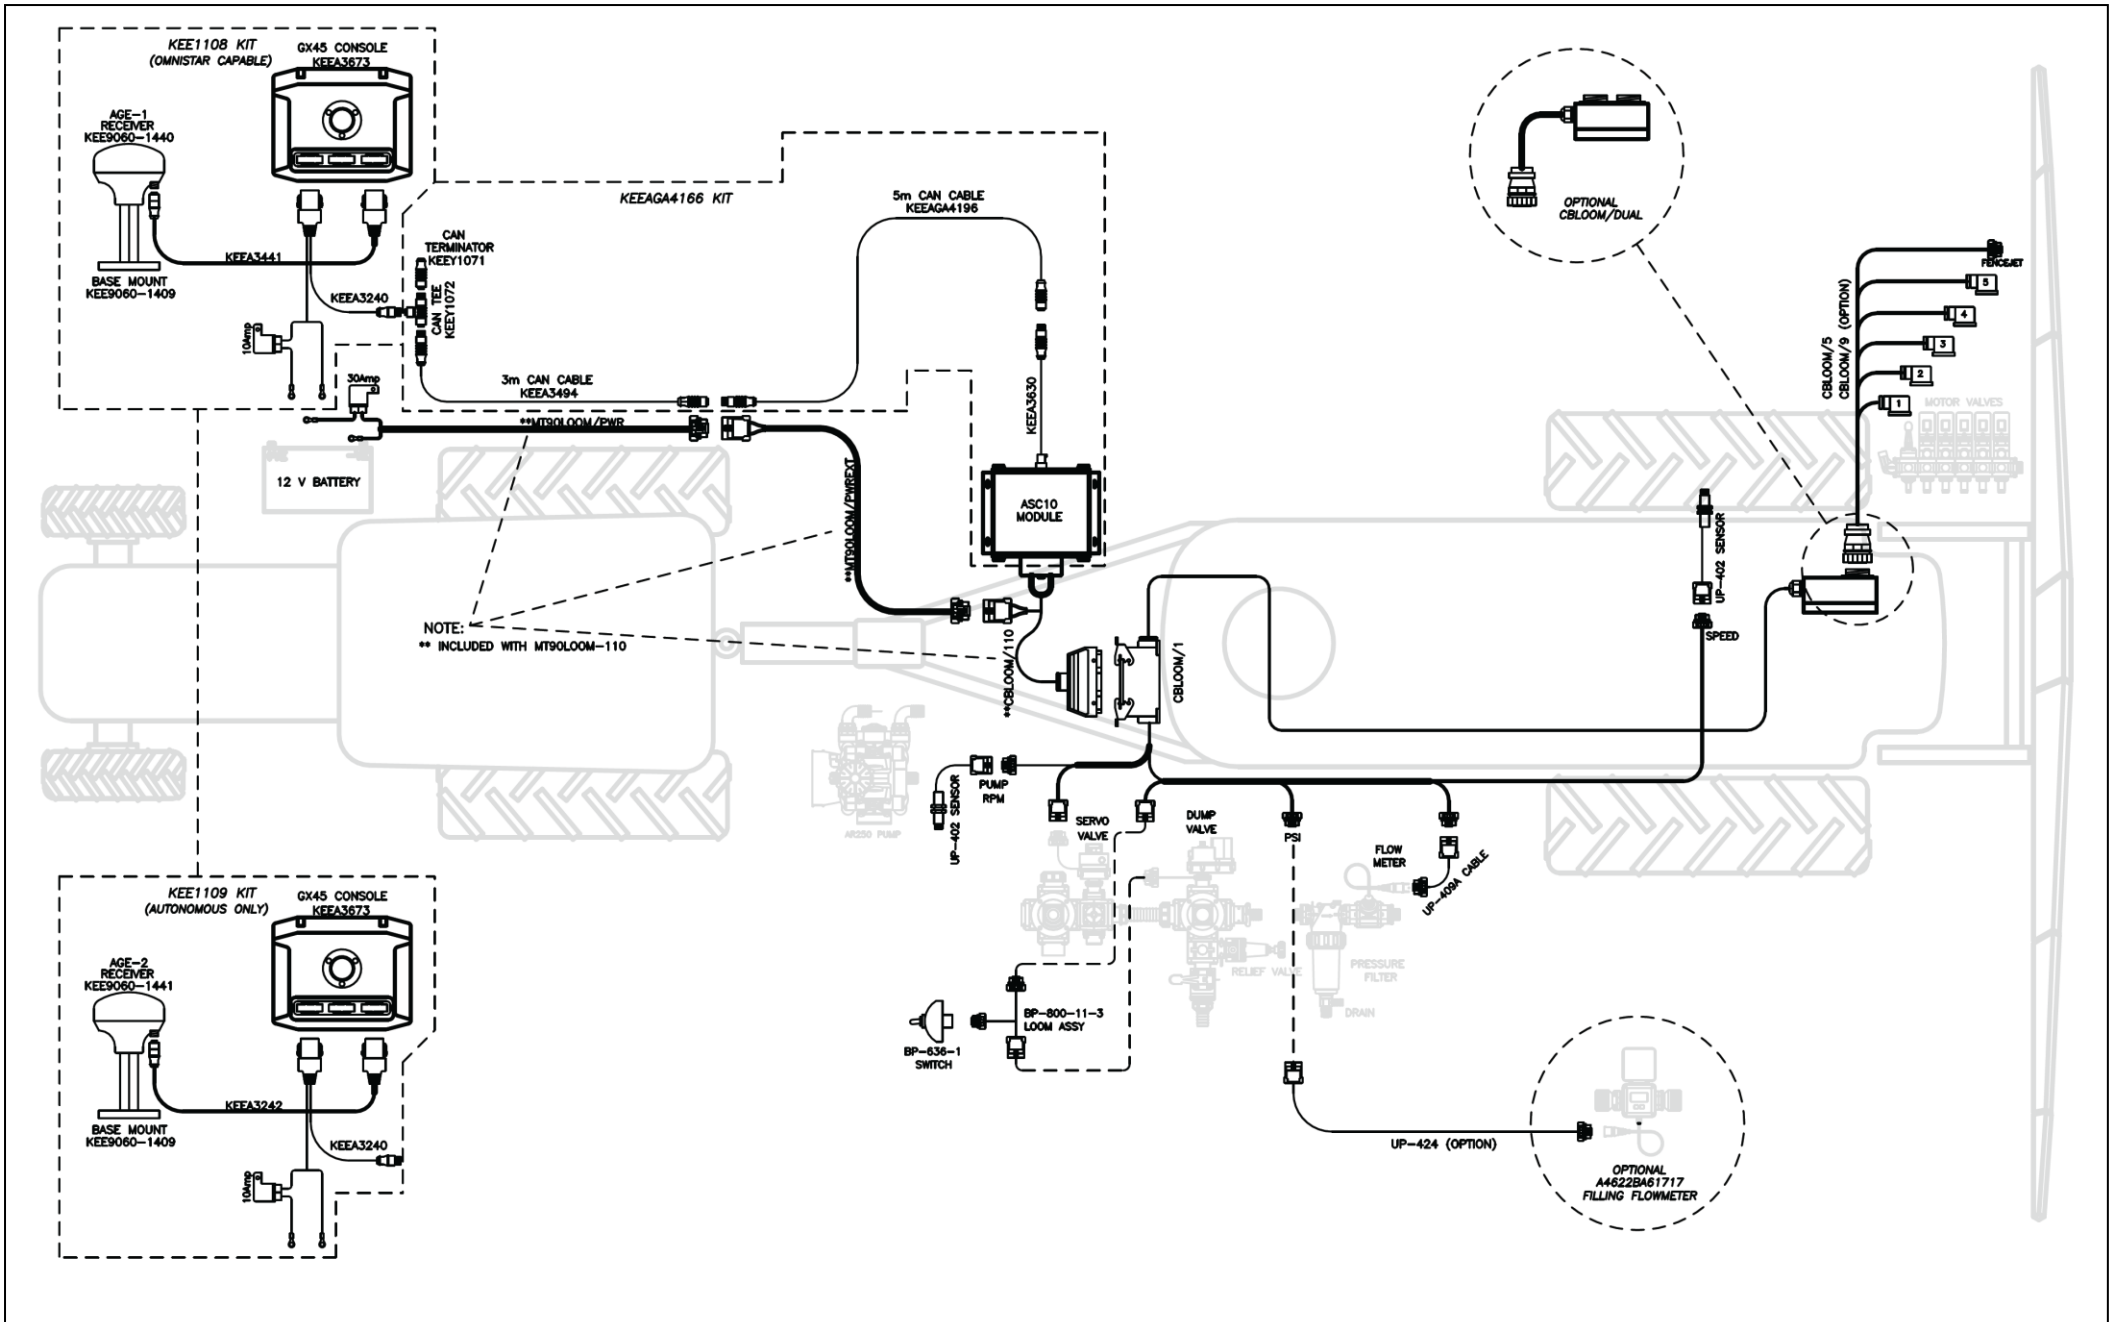 KEE1108 KIT
(OMNISTAR CAPABLE)
GX45 CONSOLE
KEEA3673
AGE-1
RECEIVER
KEE9060-1440
BASE MOUNT
KEE9060-1409
KEEA3441
KEEA3240
10Amp
CAN
TERMINATOR
KEEY1071
CAN TEE
KEEY1072
KEEAGA4166 KIT
5m CAN CABLE
KEEAGA4196
3m CAN CABLE
KEEA3494
KEEA3630
30Amp
**MT90LOOM/PWR
**MT90LOOM/PWREXT
12 V BATTERY
ASC10
MODULE
NOTE:
** INCLUDED WITH MT90LOOM-110
**CBLOOM/110
CBLOOM/1
OPTIONAL
CBLOOM/DUAL
CBLOOM/5
CBLOOM/9 (OPTION)
FENCEJET
5
4
3
2
1
MOTOR VALVES
UP-402 SENSOR
SPEED
PUMP
RPM
UP-402 SENSOR
AR250 PUMP
SERVO
VALVE
DUMP
VALVE
PSI
FLOW
METER
UP-409A CABLE
RELIEF VALVE
PRESSURE
FILTER
DRAIN
BP-800-11-3
LOOM ASSY
BP-636-1
SWITCH
UP-424 (OPTION)
OPTIONAL
A4622BA61717
FILLING FLOWMETER
KEE1109 KIT
(AUTONOMOUS ONLY)
GX45 CONSOLE
KEEA3673
AGE-2
RECEIVER
KEE9060-1441
BASE MOUNT
KEE9060-1409
KEEA3242
KEEA3240
10Amp